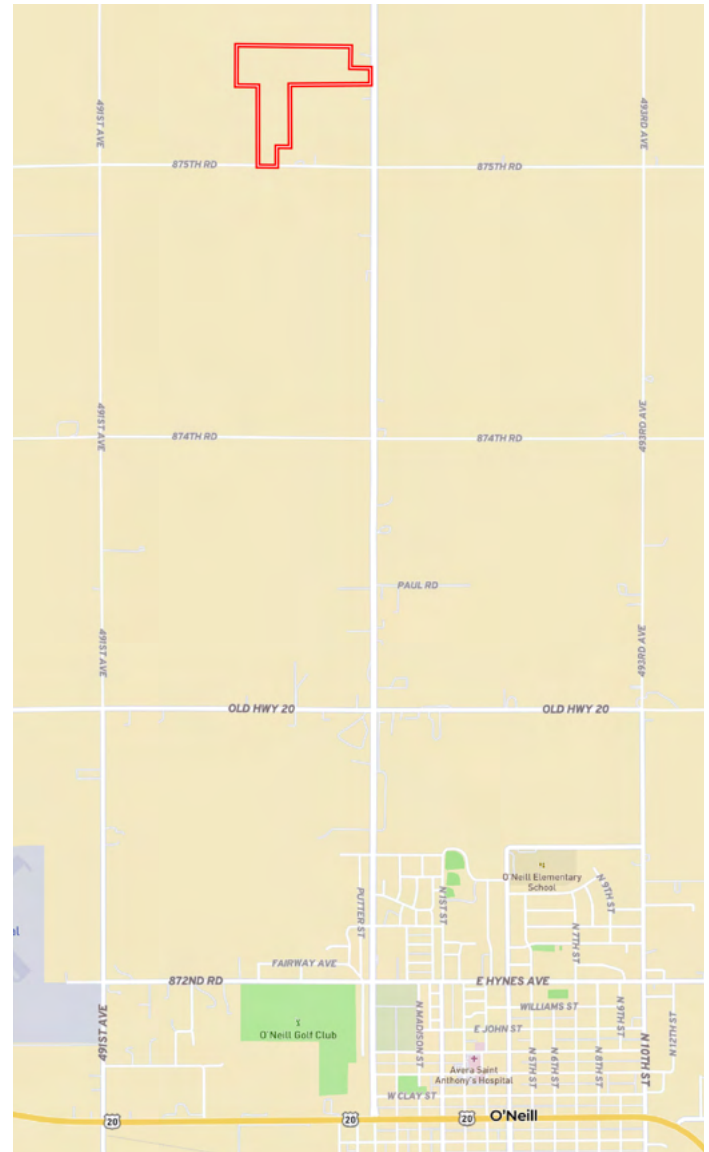 491ST AVE
493RD AVE
875TH RD
875TH RD
491ST AVE
493RD AVE
874TH RD
874TH RD
PAUL RD
491ST AVE
493RD AVE
OLD HWY 20
OLD HWY 20
O'Neill Elementary
School
N 9TH ST
PUTTER ST
N 1ST ST
N 7TH ST
al
FAIRWAY AVE
872ND RD
E HYNES AVE
WILLIAMS ST
N 9TH ST
491ST AVE
O'Neill Golf Club
N MADISON ST
E JOHN ST
N 5TH ST
N 6TH ST
N 8TH ST
N 10TH ST
N 12TH ST
Avera Saint
Anthony's Hospital
W CLAY ST
20
20
20
O'Neill